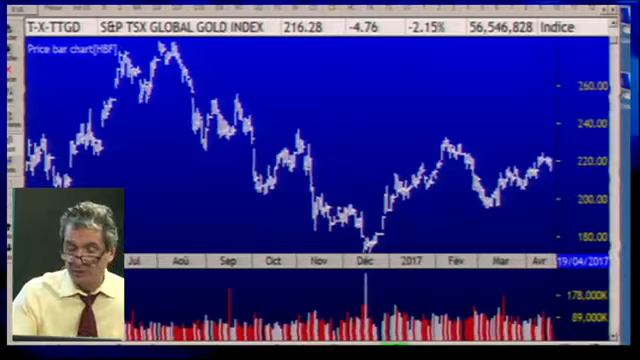 T-X-TTGD S&P TSX GLOBAL GOLD INDEX 216.28 -4.76 -2.15% 56,546,828 Indice
Price bar chart[HBF]
260.00
240.00
220.00
200.00
180.00
Jul Aoû Sep Oct Nov Déc 2017 Fév Mar Avr 19/04/2017
178,000K
89,000K